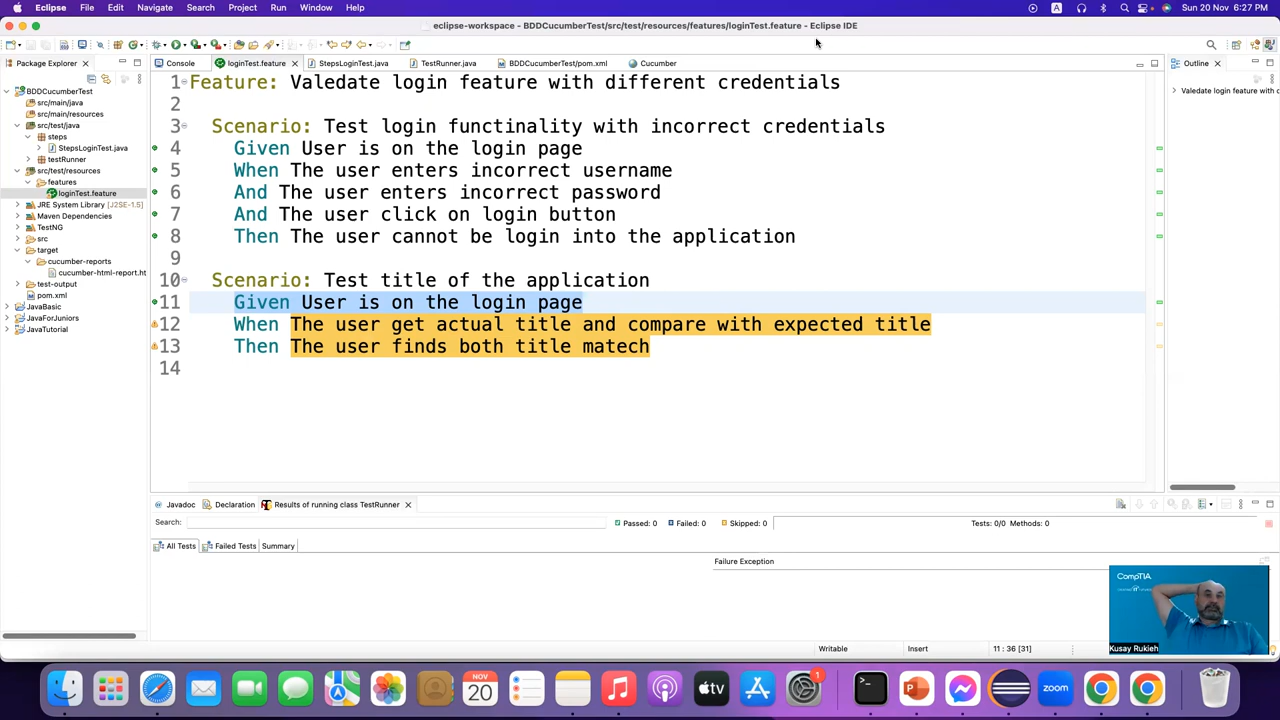 Eclipse File Edit Navigate Search Project Run Window Help
Sun 20 Nov 6:27 PM
eclipse-workspace - BDDCucumberTest/src/test/resources/features/loginTest.feature - Eclipse IDE
Package Explorer
Console loginTest.feature StepsLoginTest.java TestRunner.java BDDCucumberTest/pom.xml Cucumber
Outline
BDDCucumberTest
src/main/java
src/main/resources
src/test/java
steps
StepsLoginTest.java
testRunner
src/test/resources
features
loginTest.feature
JRE System Library [J2SE-1.5]
Maven Dependencies
TestNG
src
target
cucumber-reports
cucumber-html-report.ht
test-output
pom.xml
JavaBasic
JavaForJuniors
JavaTutorial
1 Feature: Valedate login feature with different credentials
2
3 Scenario: Test login functinality with incorrect credentials
4 Given User is on the login page
5 When The user enters incorrect username
6 And The user enters incorrect password
7 And The user click on login button
8 Then The user cannot be login into the application
9
10 Scenario: Test title of the application
11 Given User is on the login page
12 When The user get actual title and compare with expected title
13 Then The user finds both title matech
14
Valedate login feature with d
Javadoc Declaration Results of running class TestRunner
Search:
Passed: 0 Failed: 0 Skipped: 0
Tests: 0/0 Methods: 0
All Tests Failed Tests Summary
Failure Exception
CompTIA
Kusay Rukieh
Writable Insert 11 : 36 [31]
NOV
20
tv
1
zoom